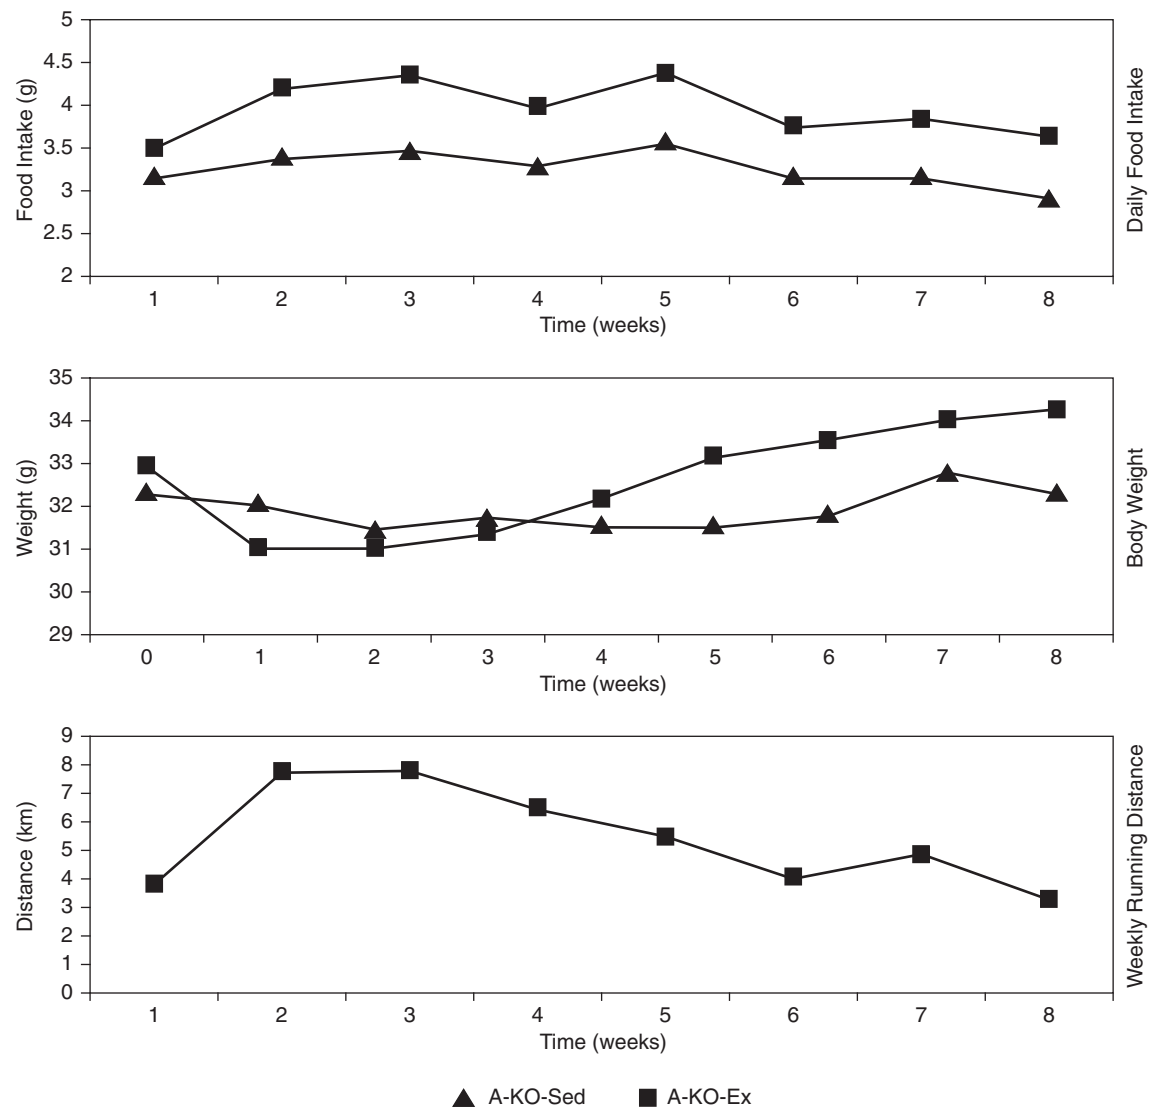 5
4.5
4
3.5
3
2.5
2
Food Intake (g)
Daily Food Intake
1 2 3 4 5 6 7 8
Time (weeks)
35
34
33
32
31
30
29
Weight (g)
Body Weight
0 1 2 3 4 5 6 7 8
Time (weeks)
9
8
7
6
5
4
3
2
1
0
Distance (km)
Weekly Running Distance
1 2 3 4 5 6 7 8
Time (weeks)
A-KO-Sed A-KO-Ex